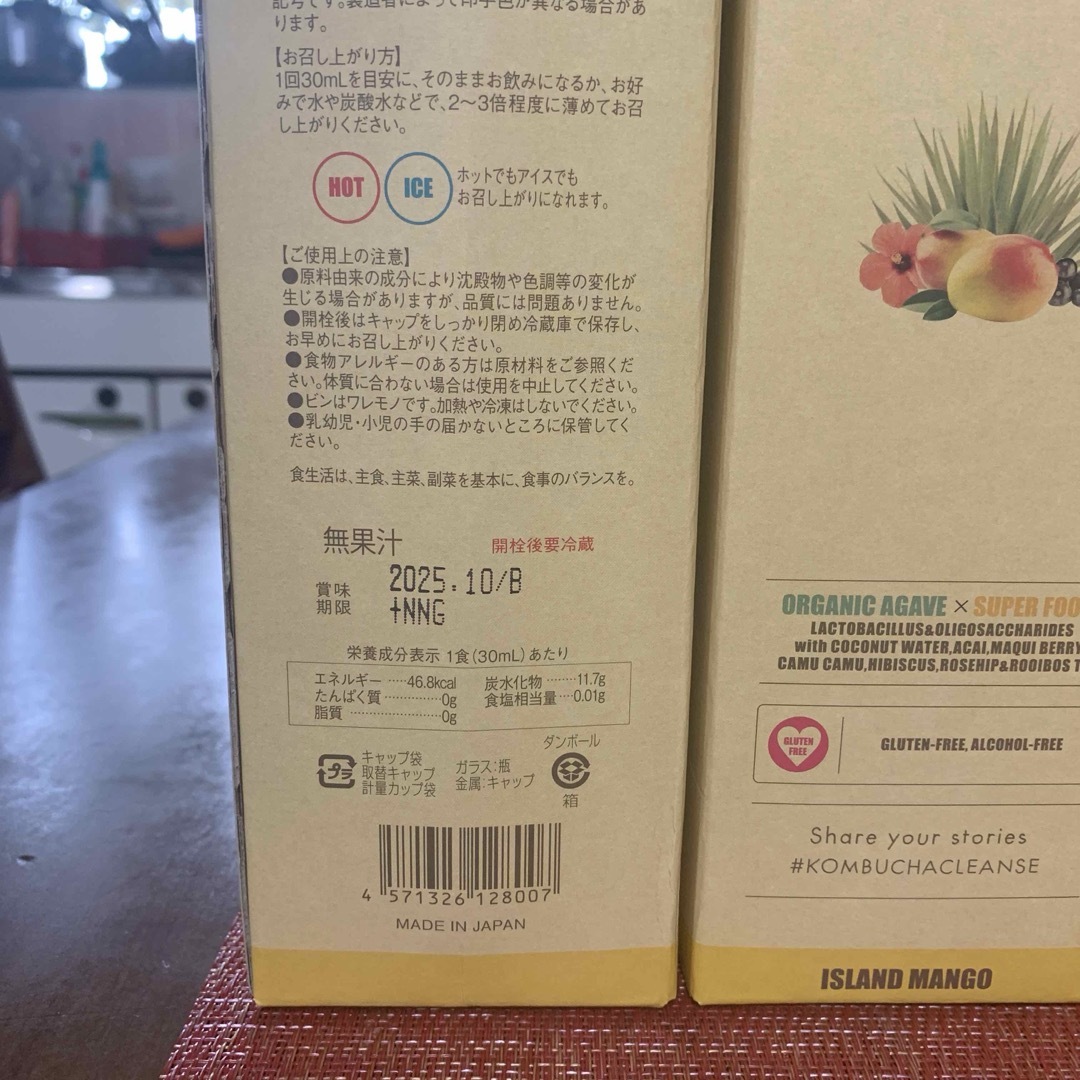 記号です。製造者によって印字色が異なる場合があ
ります。
【お召し上がり方】
1回30mLを目安に、そのままお飲みになるか、お好
みで水や炭酸水などで、2〜3倍程度に薄めてお召
し上がりください。
HOT
ICE
ホットでもアイスでも
お召し上がりになれます。
【ご使用上の注意】
●原料由来の成分により沈殿物や色調等の変化が
生じる場合がありますが、品質には問題ありません。
●開栓後はキャップをしっかり閉め冷蔵庫で保存し、
お早めにお召し上がりください。
●食物アレルギーのある方は原材料をご参照くだ
さい。体質に合わない場合は使用を中止してください。
●ビンはワレモノです。加熱や冷凍はしないでください。
●乳幼児・小児の手の届かないところに保管してく
ださい。
食生活は、主食、主菜、副菜を基本に、食事のバランスを。
無果汁
開栓後要冷蔵
賞味
期限
2025.10/B
+NNG
栄養成分表示 1食(30mL)あたり
エネルギー ·····46.8kcal
たんぱく質 ··············0g
脂質 ·····················0g
炭水化物 ········11.7g
食塩相当量 ····0.01g
プラ
キャップ袋
取替キャップ
計量カップ袋
ガラス:瓶
金属:キャップ
ダンボール
箱
4 571326 128007
MADE IN JAPAN
ORGANIC AGAVE × SUPER FOO
LACTOBACILLUS&OLIGOSACCHARIDES
with COCONUT WATER,ACAI,MAQUI BERRY
CAMU CAMU,HIBISCUS,ROSEHIP&ROOIBOS T
GLUTEN
FREE
GLUTEN-FREE, ALCOHOL-FREE
Share your stories
#KOMBUCHACLEANSE
ISLAND MANGO